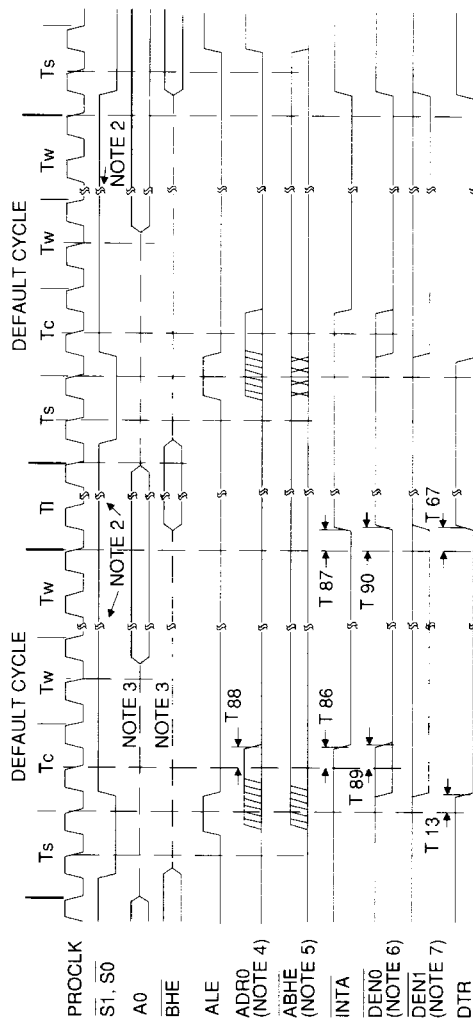 DEFAULT CYCLE
DEFAULT CYCLE
Ts
Tc
Tw
Tw
Ti
Ts
Tc
Tw
Tw
Ts
PROCLK
S1, S0
NOTE 2
NOTE 2
A0
NOTE 3
BHE
NOTE 3
ALE
ADR0
(NOTE 4)
T 88
ABHE
(NOTE 5)
INTA
T 86
T 87
DEN0
(NOTE 6)
T 89
T 90
DEN1
(NOTE 7)
DTR
T 13
T 67